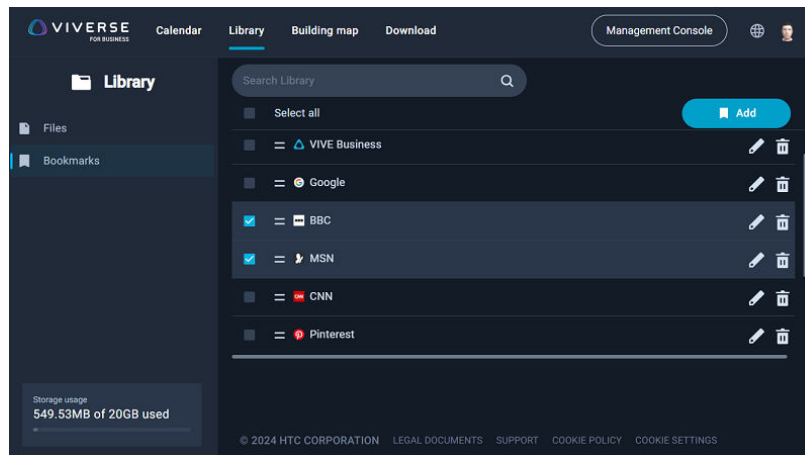 VIVERSE
FOR BUSINESS
Calendar
Library
Building map
Download
Management Console
Library
Files
Bookmarks
Search Library
Select all
Add
VIVE Business
Google
BBC
MSN
CNN
Pinterest
Storage usage
549.53MB of 20GB used
© 2024 HTC CORPORATION LEGAL DOCUMENTS SUPPORT COOKIE POLICY COOKIE SETTINGS